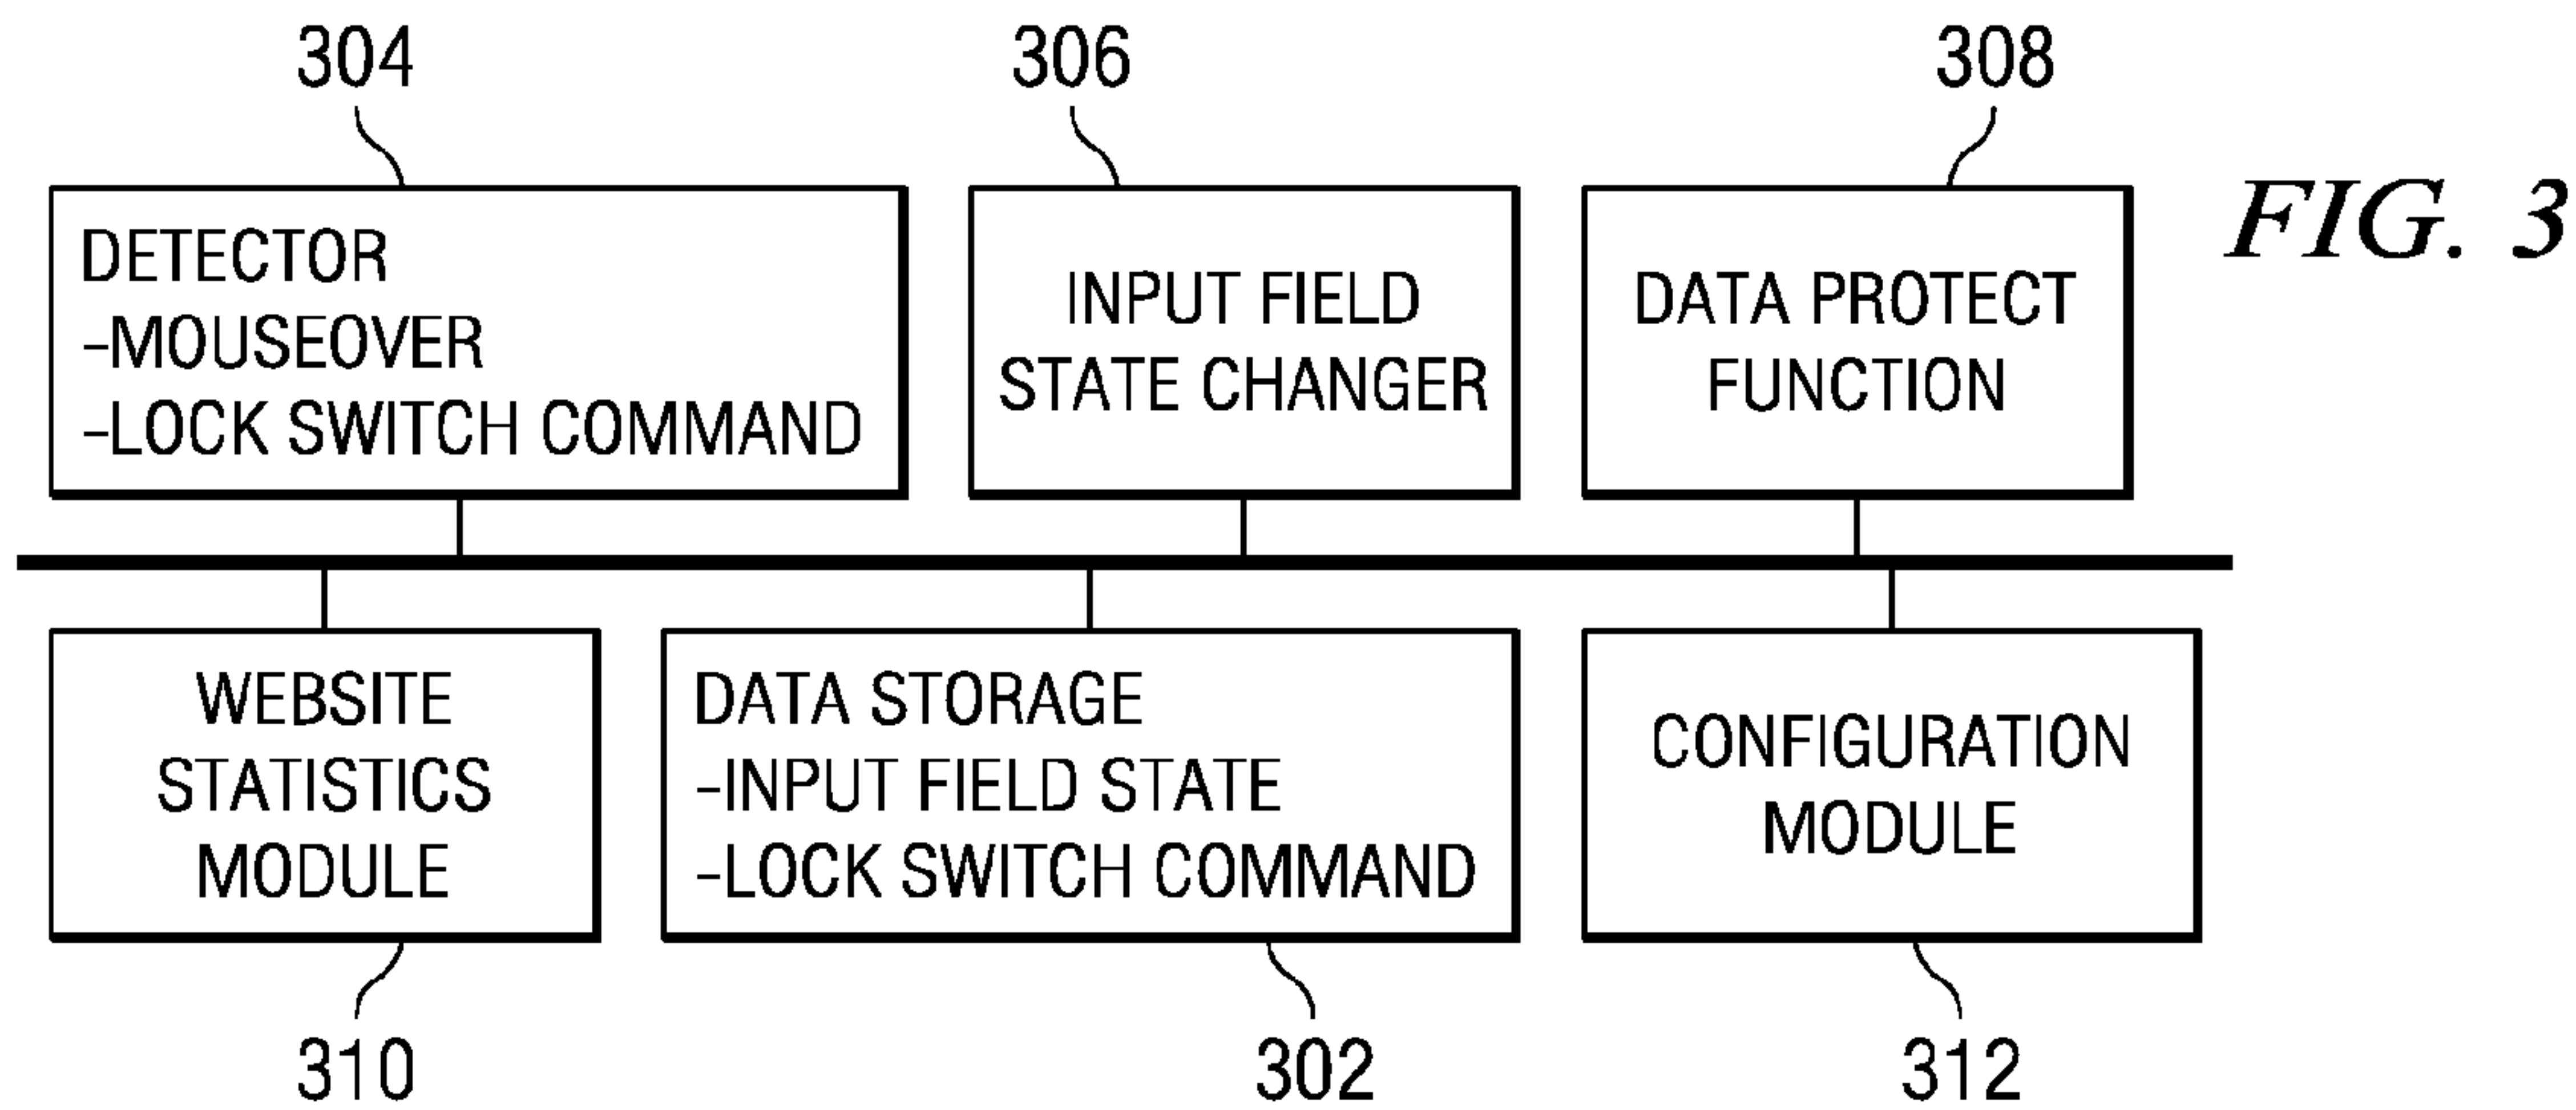 304
306
308
FIG. 3
DETECTOR
-MOUSEOVER
-LOCK SWITCH COMMAND
INPUT FIELD
STATE CHANGER
DATA PROTECT
FUNCTION
WEBSITE
STATISTICS
MODULE
DATA STORAGE
-INPUT FIELD STATE
-LOCK SWITCH COMMAND
CONFIGURATION
MODULE
310
302
312